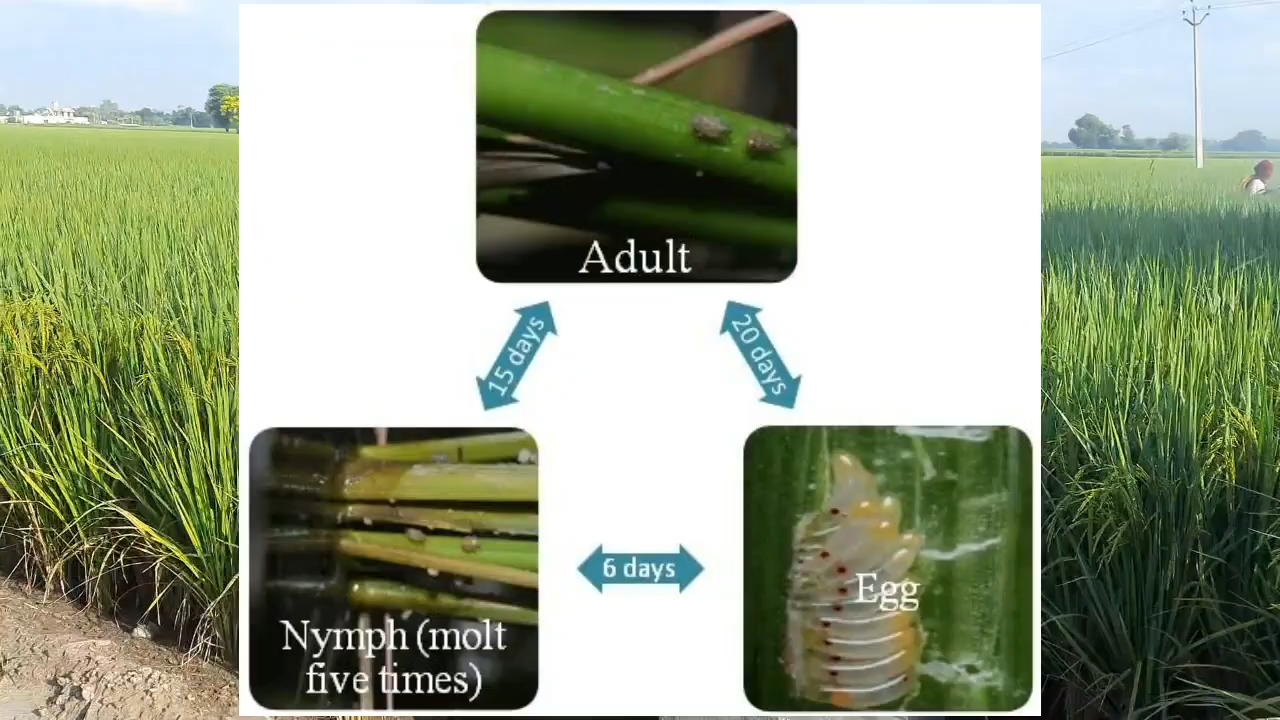 Adult
15 days
20 days
6 days
Egg
Nymph (molt
five times)